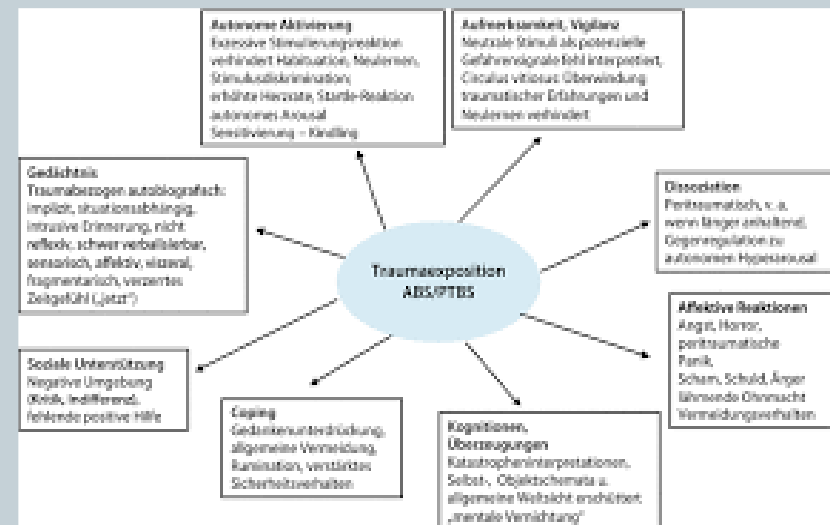 Autonome Aktivierung
Exzessive Stimulierungsreaktion
verhindert Habituation, Neulernen,
Stimulusdiskrimination;
erhöhte Herzrate, Startle-Reaktion
autonomes Arousal
Sensitivierung – Kindling
Aufmerksamkeit, Vigilanz
Neutrale Stimuli als potenzielle
Gefahrensignale fehl interpretiert,
Circulus vitiosus: Überwindung
traumatischer Erfahrungen und
Neulernen verhindert
Gedächtnis
Traumabezogen autobiografisch:
implizit, situationsabhängig,
intrusive Erinnerung, nicht
reflexiv, schwer verbalisierbar,
sensorisch, affektiv, viszeral,
fragmentarisch, verzerrtes
Zeitgefühl („jetzt“)
Dissoziation
Peritraumatisch, v. a.
wenn länger anhaltend,
Gegenregulation zu
autonomen Hyperarousal
Traumaexposition
ABS/PTBS
Affektive Reaktionen
Angst, Horror,
peritraumatische
Panik,
Scham, Schuld, Ärger
lähmende Ohnmacht
Vermeidungsverhalten
Soziale Unterstützung
Negative Umgebung
(Kritik, Indifferenz),
fehlende positive Hilfe
Coping
Gedankenunterdrückung,
allgemeine Vermeidung,
Rumination, verstärktes
Sicherheitsverhalten
Kognitionen,
Überzeugungen
Katastropheninterpretationen,
Selbst-, Objektschemata u.
allgemeine Weltsicht erschüttert
„mentale Vernichtung“